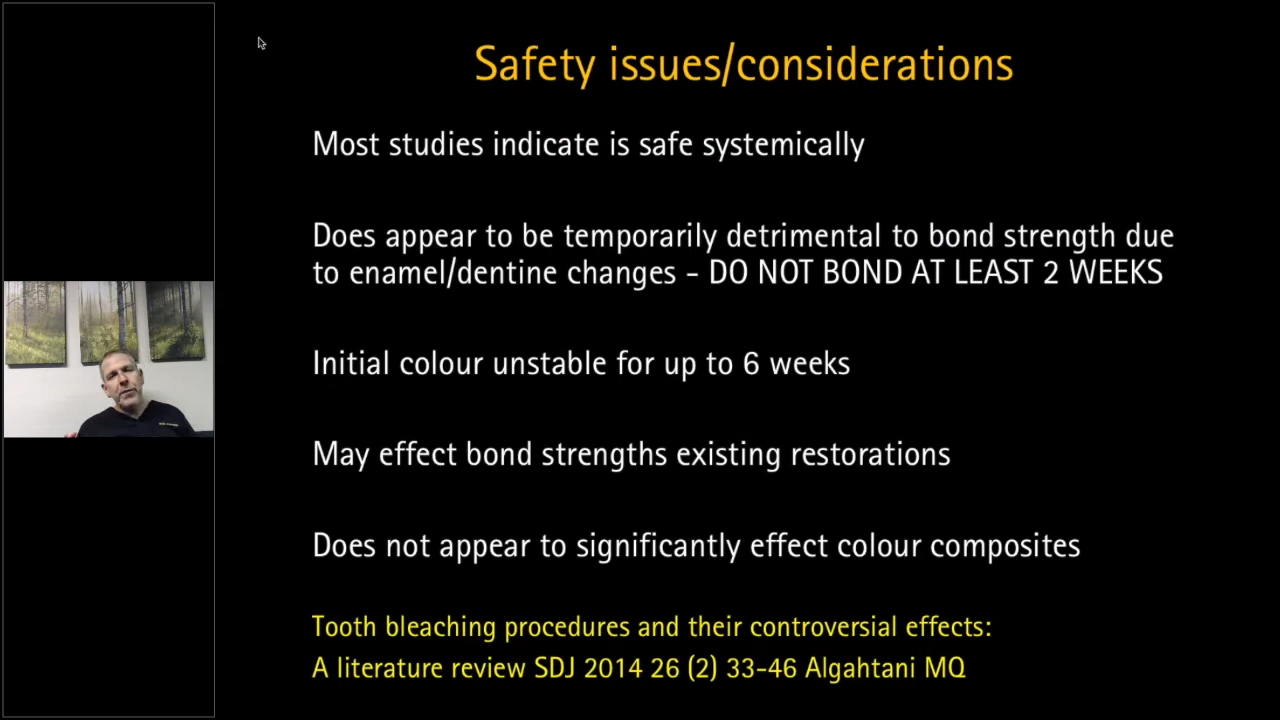 Safety issues/considerations
Most studies indicate is safe systemically
Does appear to be temporarily detrimental to bond strength due
to enamel/dentine changes – DO NOT BOND AT LEAST 2 WEEKS
Initial colour unstable for up to 6 weeks
May effect bond strengths existing restorations
Does not appear to significantly effect colour composites
Tooth bleaching procedures and their controversial effects:
A literature review SDJ 2014 26 (2) 33-46 Algahtani MQ